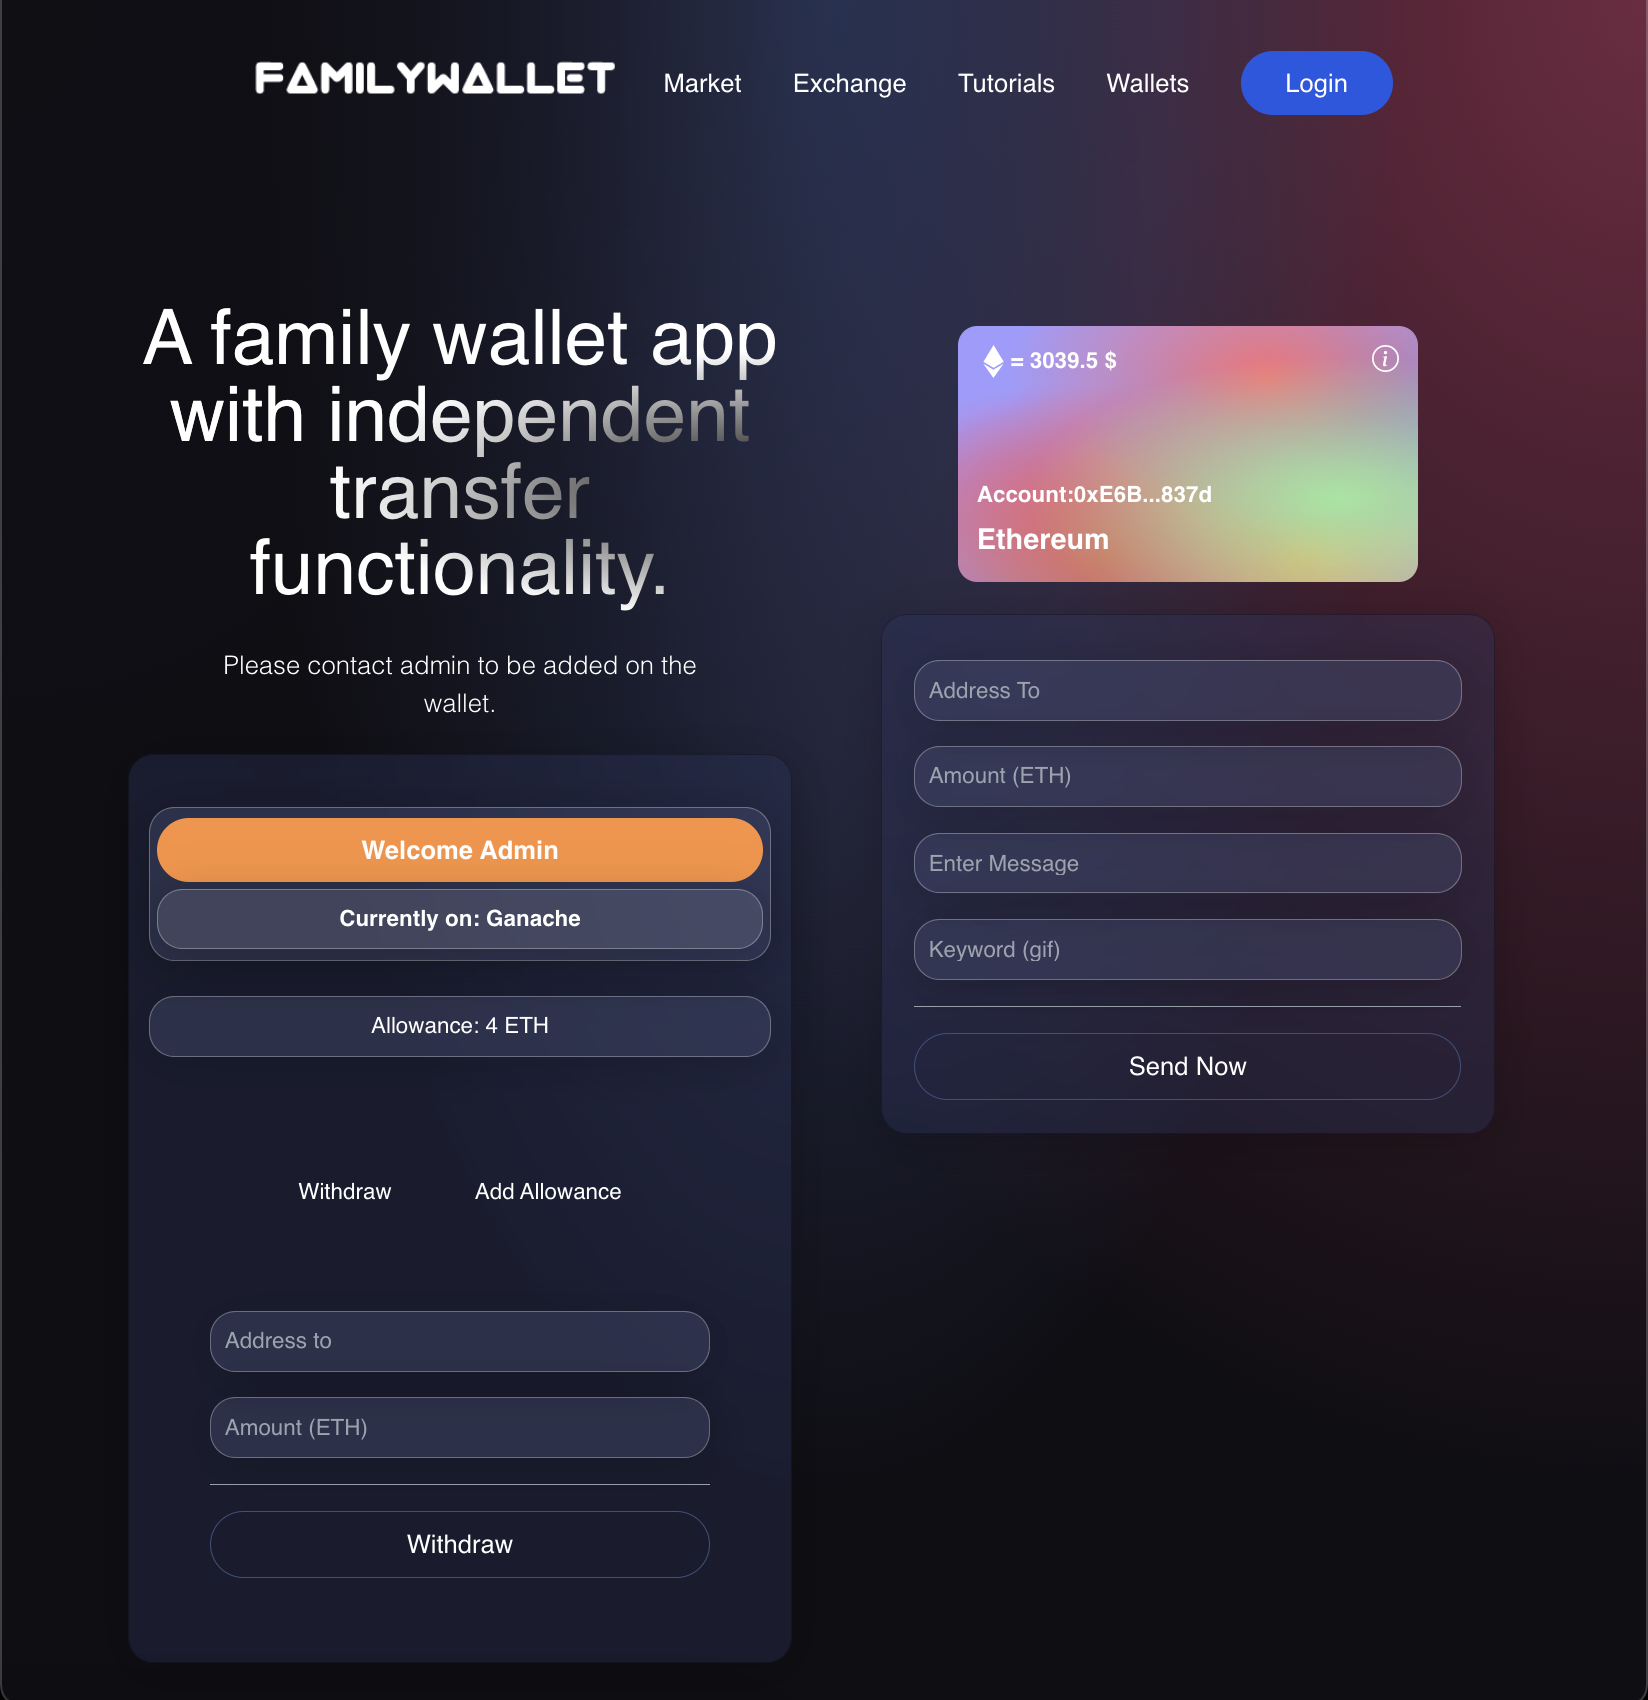 FAMILYWALLET
Market
Exchange
Tutorials
Wallets
Login
A family wallet app
with independent
transfer
functionality.
Please contact admin to be added on the
wallet.
Welcome Admin
Currently on: Ganache
Allowance: 4 ETH
Withdraw
Add Allowance
Address to
Amount (ETH)
Withdraw
= 3039.5 $
Account:0xE6B...837d
Ethereum
Address To
Amount (ETH)
Enter Message
Keyword (gif)
Send Now